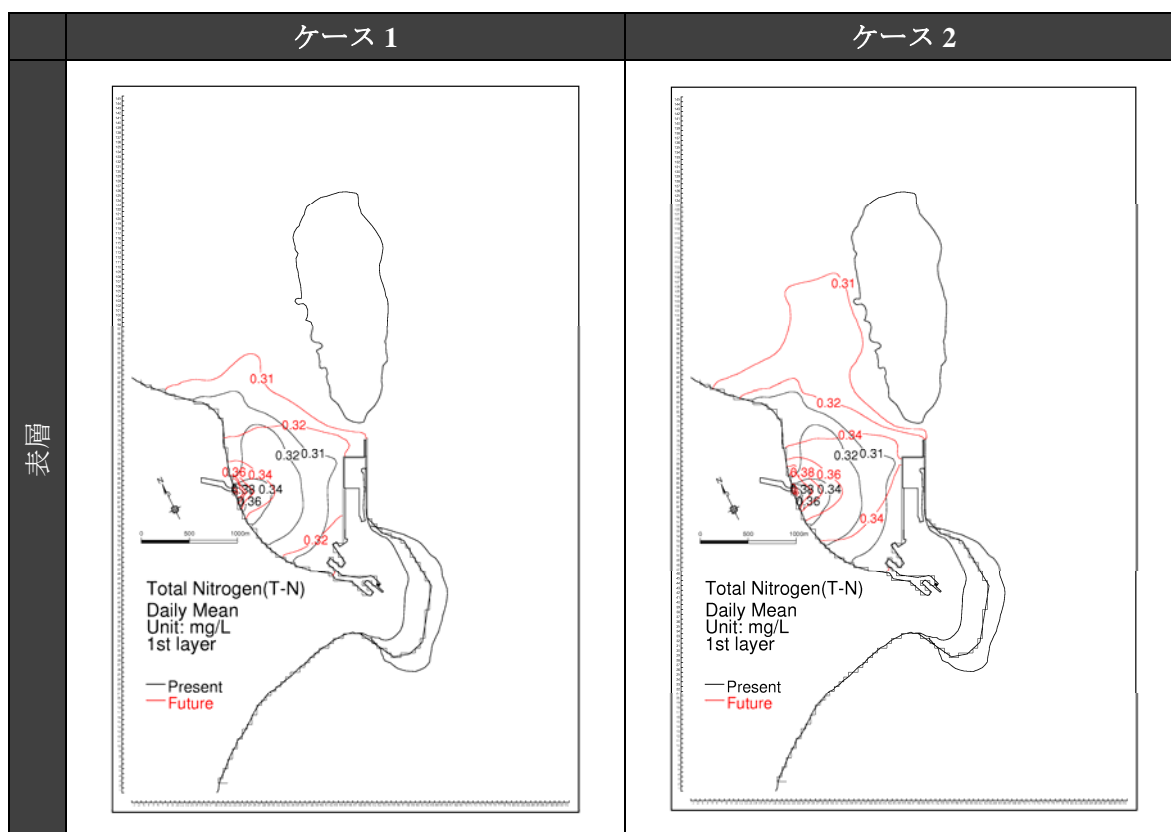 ケース 1
ケース 2
表層
0.31
0.32
0.32
0.31
0.36
0.34
0.38
0.34
0.36
0.32
N
0
500
1000m
Total Nitrogen(T-N)
Daily Mean
Unit: mg/L
1st layer
Present
Future
0.31
0.32
0.34
0.32
0.31
0.38
0.36
0.38
0.34
0.36
0.34
N
0
500
1000m
Total Nitrogen(T-N)
Daily Mean
Unit: mg/L
1st layer
Present
Future